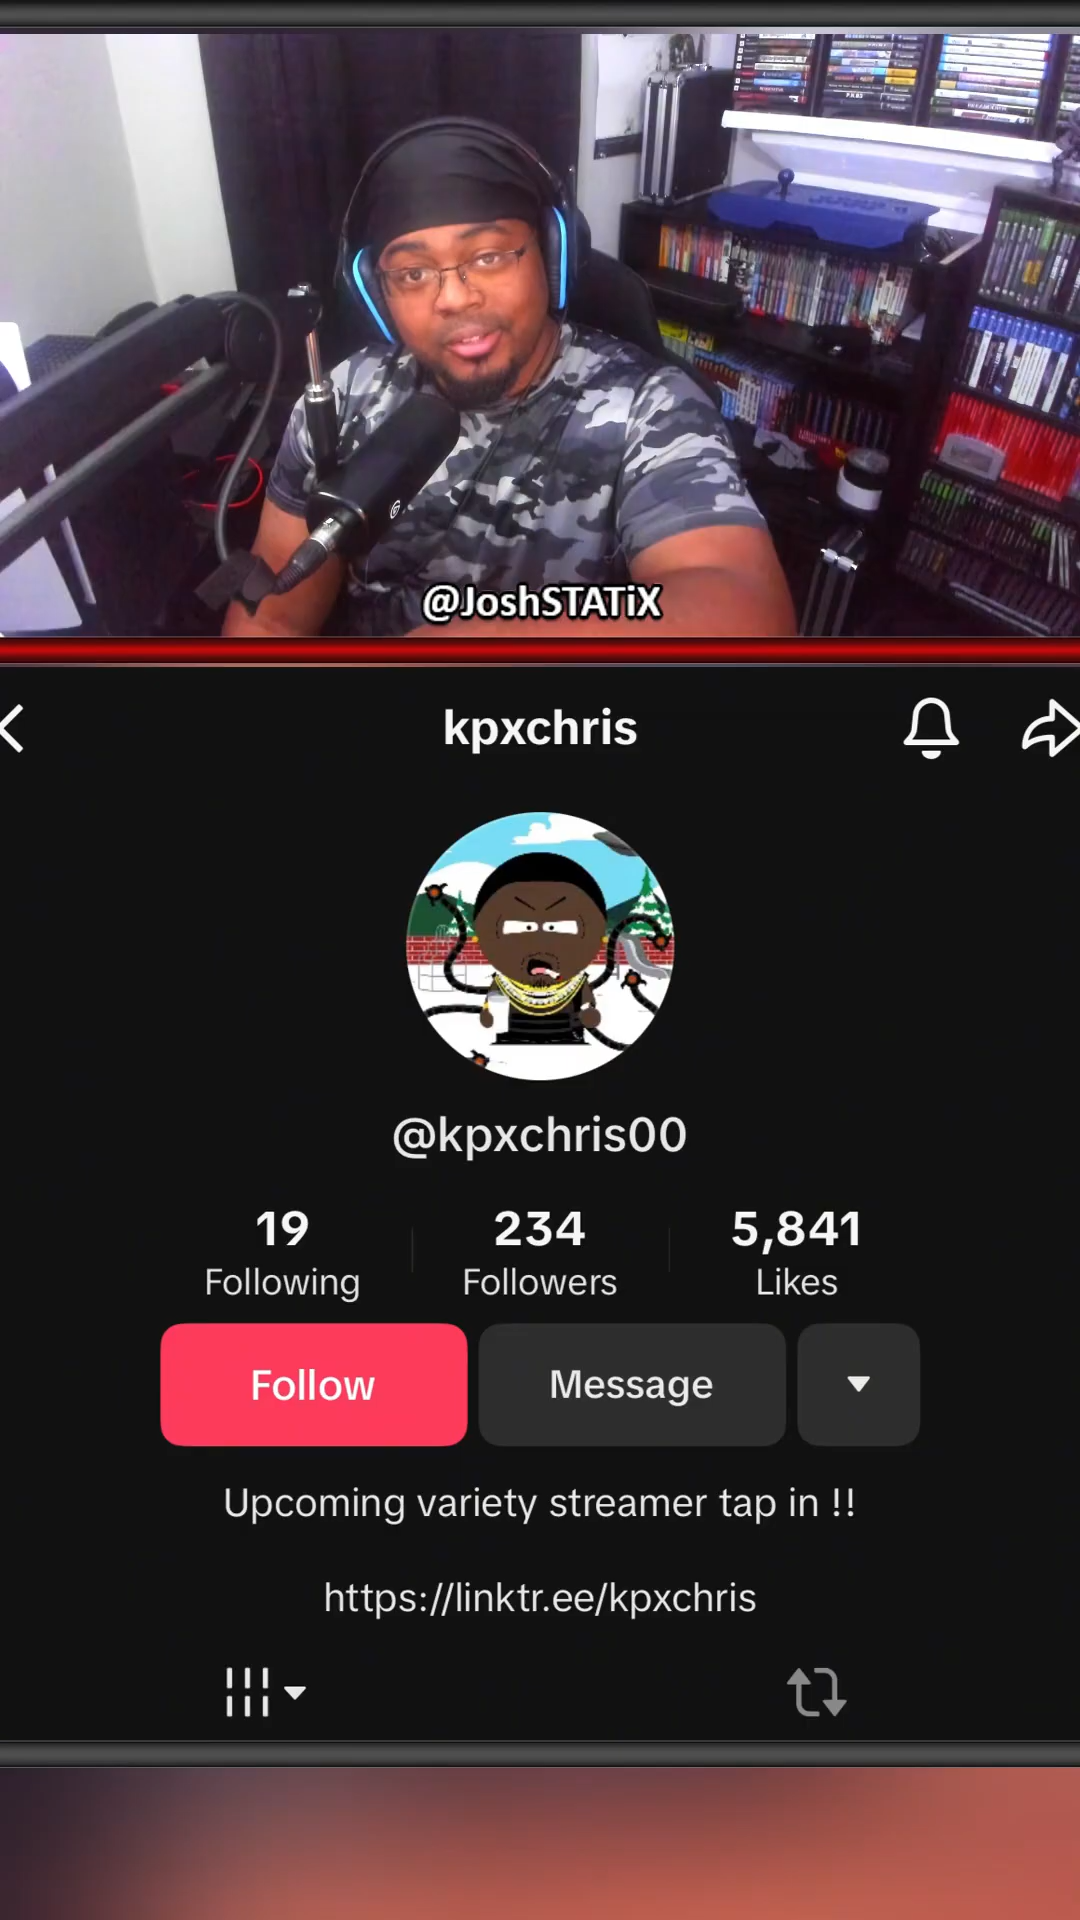 @JoshSTATiX
kpxchris
@kpxchris00
19 234 5,841
Following Followers Likes
Follow Message
Upcoming variety streamer tap in !!
https://linktr.ee/kpxchris